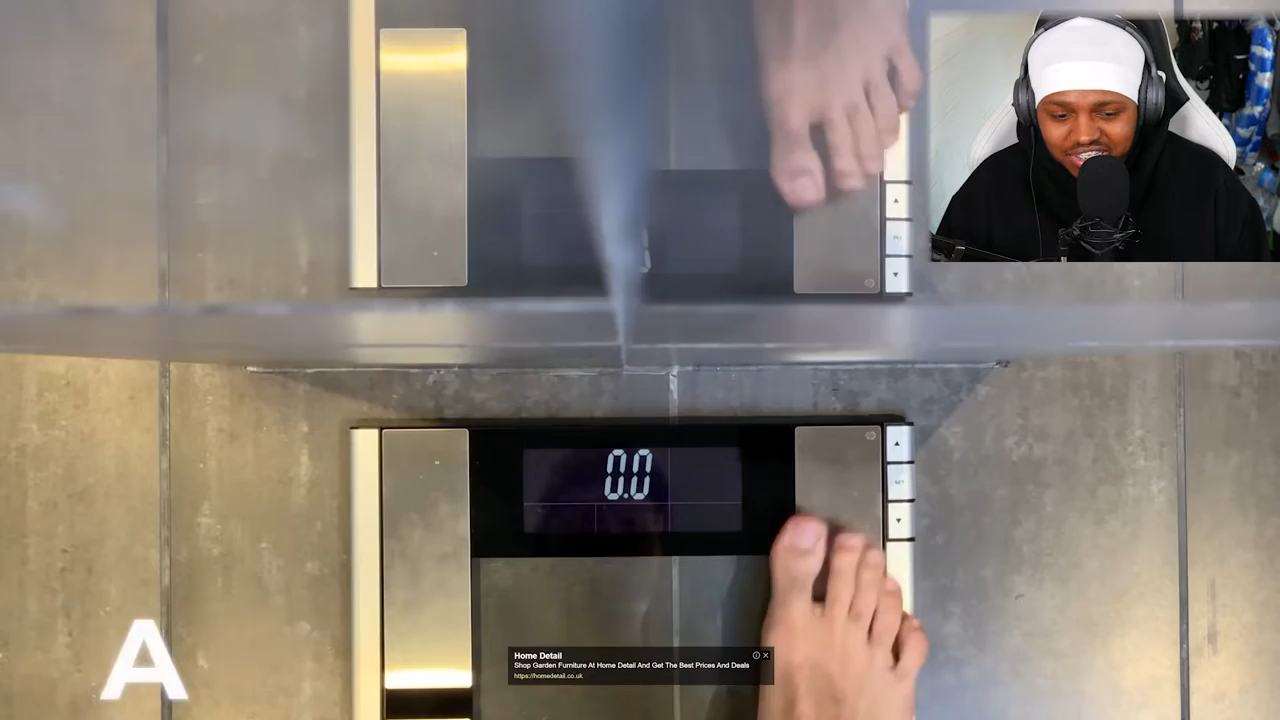 0.0
SET
A
Home Detail
Shop Garden Furniture At Home Detail And Get The Best Prices And Deals
https://homedetail.co.uk